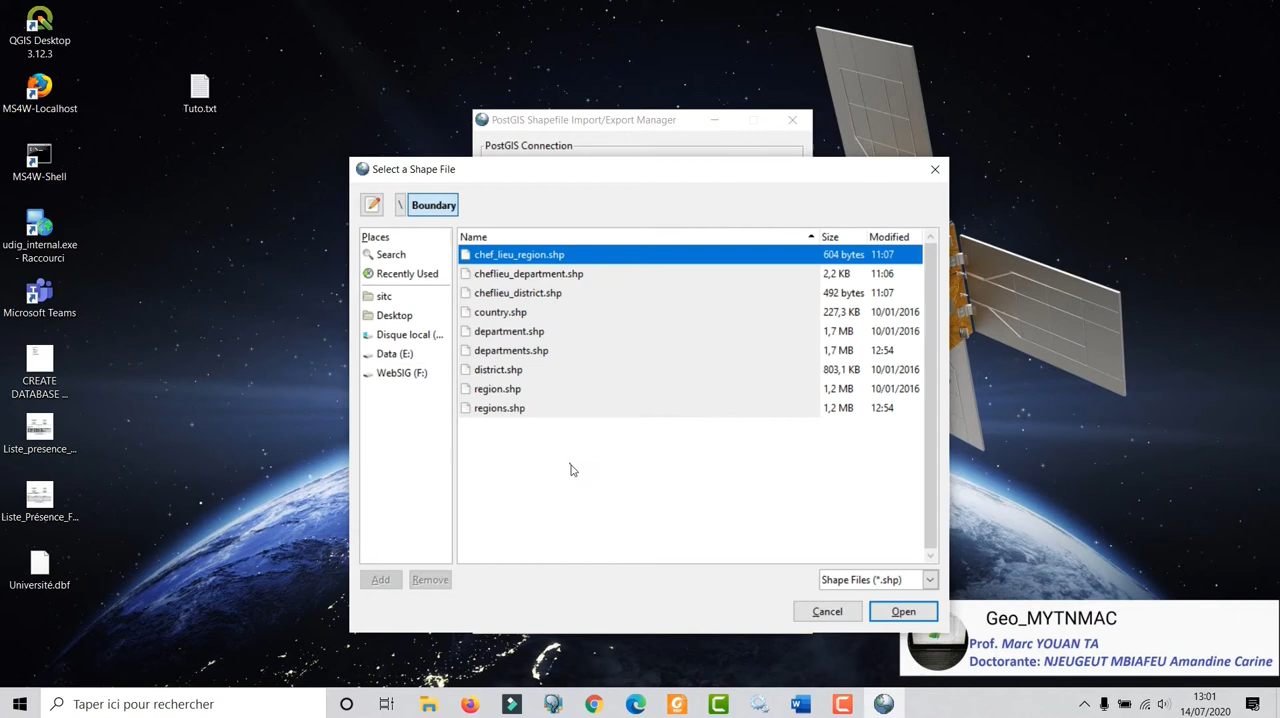 QGIS Desktop
3.12.3
MS4W-Localhost
MS4W-Shell
udig_internal.exe
- Raccourci
Microsoft Teams
CREATE
DATABASE ...
Liste_presence_...
Liste_Présence_F...
Université.dbf
Tuto.txt
PostGIS Shapefile Import/Export Manager
PostGIS Connection
Select a Shape File
\ Boundary
Places
Search
Recently Used
sitc
Desktop
Disque local (...
Data (E:)
WebSIG (F:)
Name Size Modified
chef_lieu_region.shp 604 bytes 11:07
cheflieu_department.shp 2,2 KB 11:06
cheflieu_district.shp 492 bytes 11:07
country.shp 227,3 KB 10/01/2016
department.shp 1,7 MB 10/01/2016
departments.shp 1,7 MB 12:54
district.shp 803,1 KB 10/01/2016
region.shp 1,2 MB 10/01/2016
regions.shp 1,2 MB 12:54
Add Remove
Shape Files (*.shp)
Cancel Open
Geo_MYTNMAC
Prof. Marc YOUAN TA
Doctorante: NJEUGEUT MBIAFEU Amandine Carine
Taper ici pour rechercher
13:01
14/07/2020